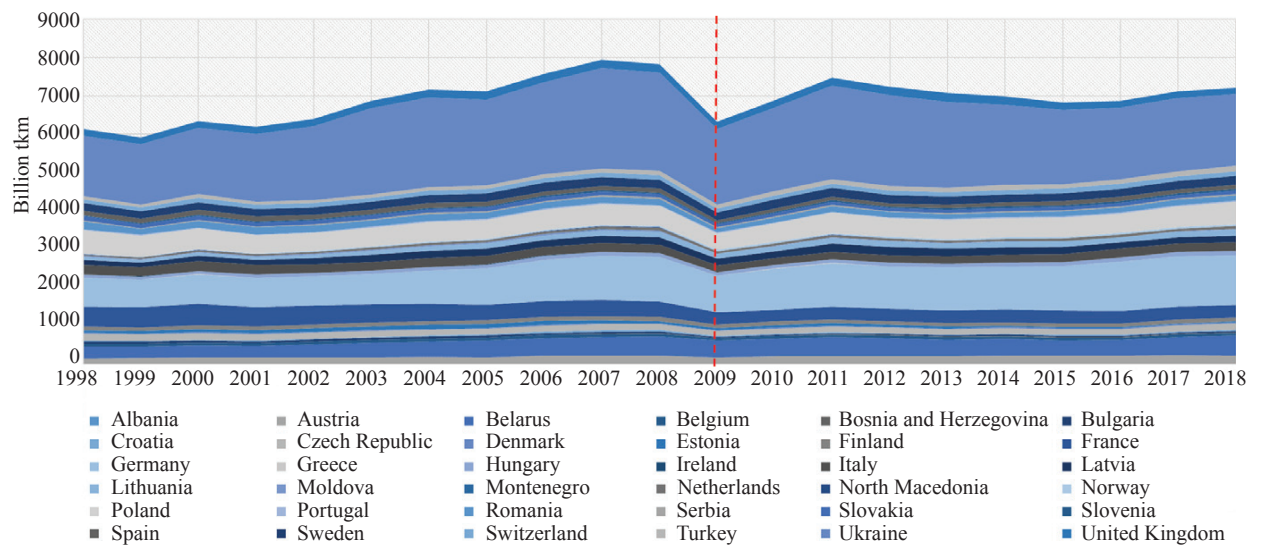 9000
8000
7000
6000
5000
4000
3000
2000
1000
0
Billion tkm
1998 1999 2000 2001 2002 2003 2004 2005 2006 2007 2008 2009 2010 2011 2012 2013 2014 2015 2016 2017 2018
Albania Austria Belarus Belgium Bosnia and Herzegovina Bulgaria
Croatia Czech Republic Denmark Estonia Finland France
Germany Greece Hungary Ireland Italy Latvia
Lithuania Moldova Montenegro Netherlands North Macedonia Norway
Poland Portugal Romania Serbia Slovakia Slovenia
Spain Sweden Switzerland Turkey Ukraine United Kingdom